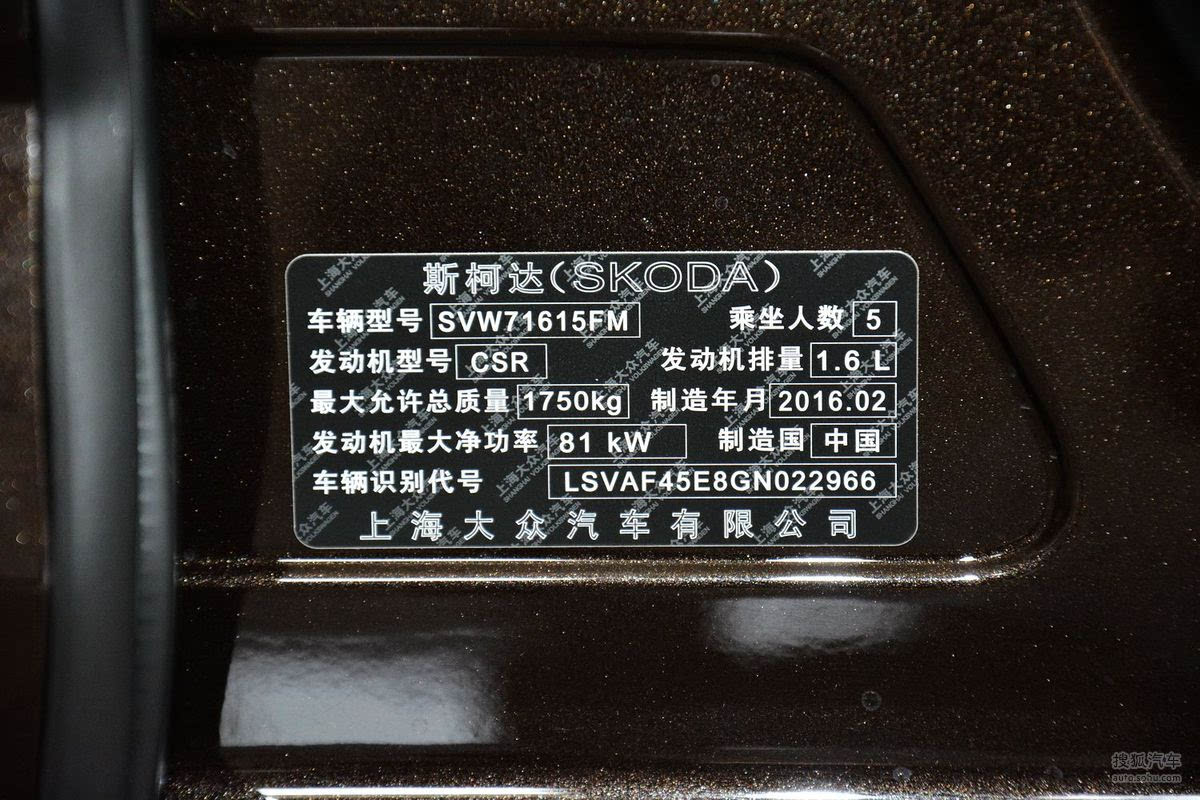 斯柯达(SKODA)
车辆型号 SVW71615FM 乘坐人数 5
发动机型号 CSR 发动机排量 1.6 L
最大允许总质量 1750kg 制造年月 2016.02
发动机最大净功率 81 kW 制造国 中国
车辆识别代号 LSVAF45E8GN022966
上海大众汽车有限公司
搜狐汽车
auto.sohu.com